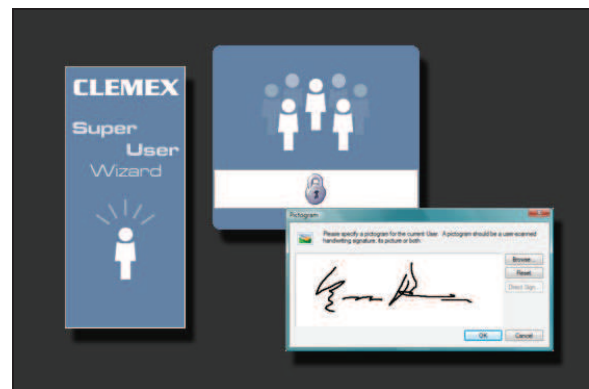 CLEMEX
Super
User
Wizard
Pictogram
Please specify a pictogram for the current User. A pictogram should be a user-scanned
handwriting signature, its picture or both.
Browse...
Reset
Direct Sign...
OK
Cancel